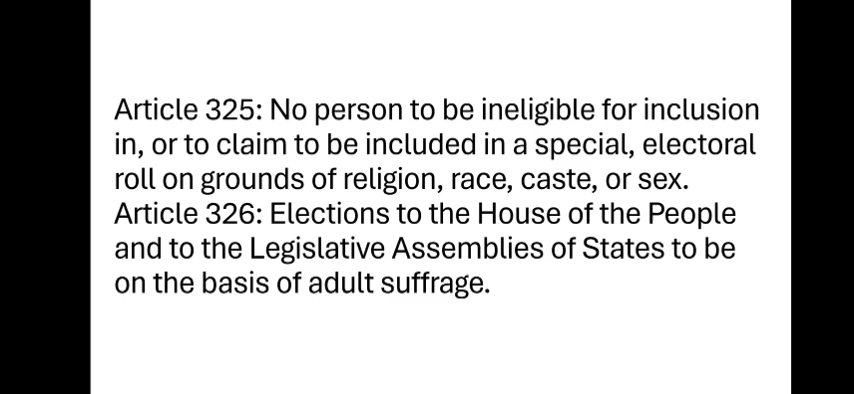 Article 325: No person to be ineligible for inclusion
in, or to claim to be included in a special, electoral
roll on grounds of religion, race, caste, or sex.
Article 326: Elections to the House of the People
and to the Legislative Assemblies of States to be
on the basis of adult suffrage.